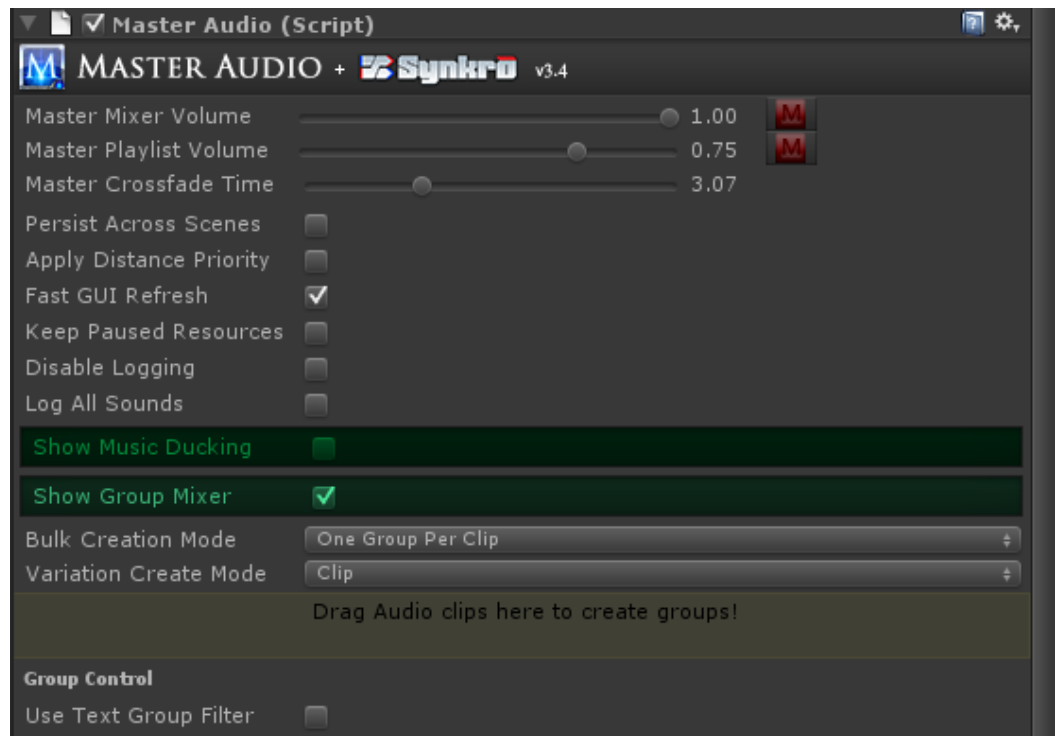 Master Audio (Script)
M MASTER AUDIO + Synkro v3.4
Master Mixer Volume 1.00 M
Master Playlist Volume 0.75 M
Master Crossfade Time 3.07
Persist Across Scenes
Apply Distance Priority
Fast GUI Refresh
Keep Paused Resources
Disable Logging
Log All Sounds
Show Music Ducking
Show Group Mixer
Bulk Creation Mode One Group Per Clip
Variation Create Mode Clip
Drag Audio clips here to create groups!
Group Control
Use Text Group Filter